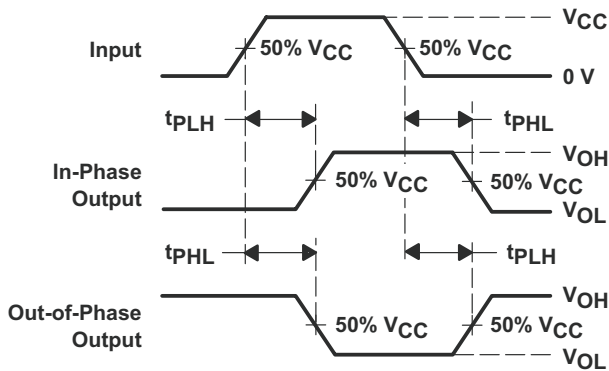 VCC
Input
50% VCC
50% VCC
0 V
tPLH
tPHL
In-Phase
Output
VOH
50% VCC
50% VCC
VOL
tPHL
tPLH
Out-of-Phase
Output
VOH
50% VCC
50% VCC
VOL